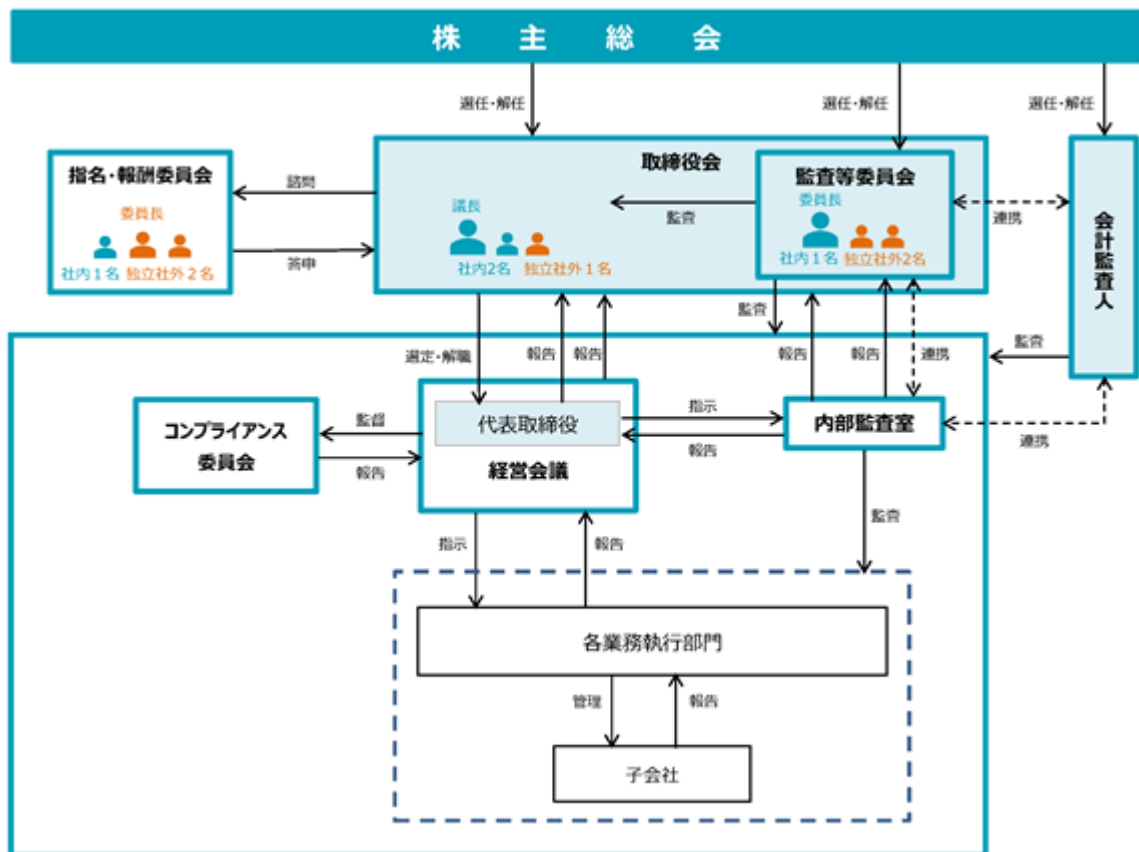 株主総会
選任・解任
選任・解任
選任・解任
指名・報酬委員会
委員長
社内1名 独立社外2名
諮問
答申
取締役会
議長
社内2名 独立社外1名
監査
監査等委員会
委員長
社内1名 独立社外2名
連携
会計監査人
選定・解職
報告
報告
監査
報告
報告
連携
監査
コンプライアンス
委員会
監督
報告
代表取締役
経営会議
指示
報告
内部監査室
連携
指示
報告
監査
各業務執行部門
管理
報告
子会社